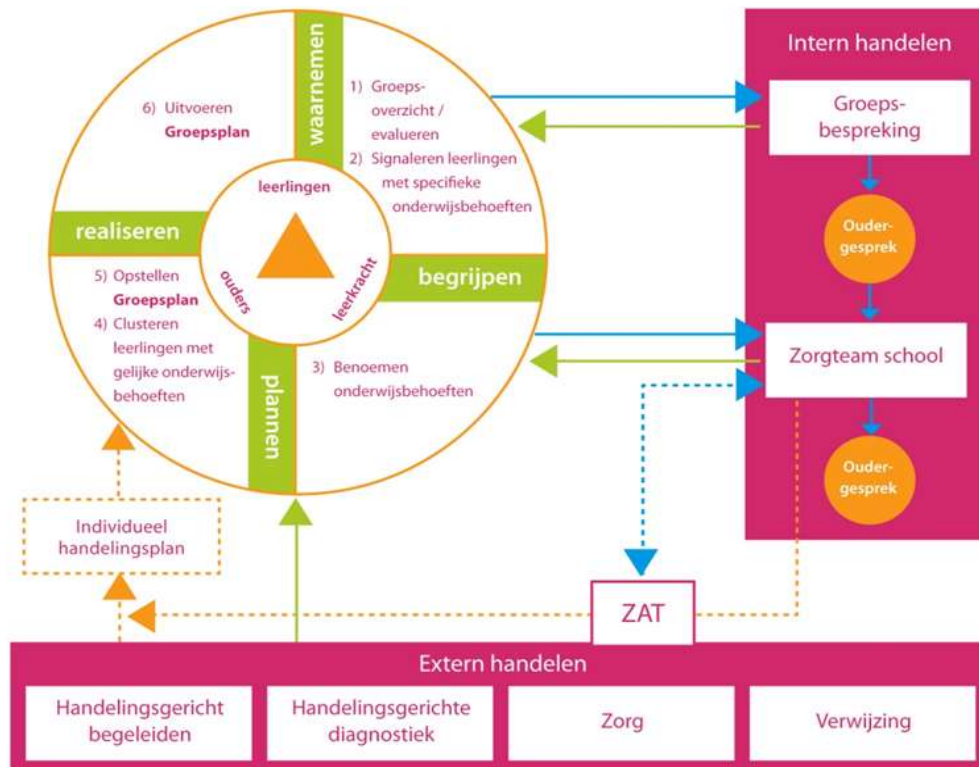 waarnemen
1) Groeps-
overzicht /
evalueren
2) Signaleren leerlingen
met specifieke
onderwijsbehoeften
begrijpen
3) Benoemen
onderwijsbehoeften
plannen
4) Clusteren
leerlingen met
gelijke onderwijs-
behoeften
5) Opstellen
Groepsplan
realiseren
6) Uitvoeren
Groepsplan
leerlingen
ouders
leerkracht
Intern handelen
Groeps-
bespreking
Ouder-
gesprek
Zorgteam school
Ouder-
gesprek
Individueel
handelingsplan
ZAT
Extern handelen
Handelingsgericht
begeleiden
Handelingsgerichte
diagnostiek
Zorg
Verwijzing